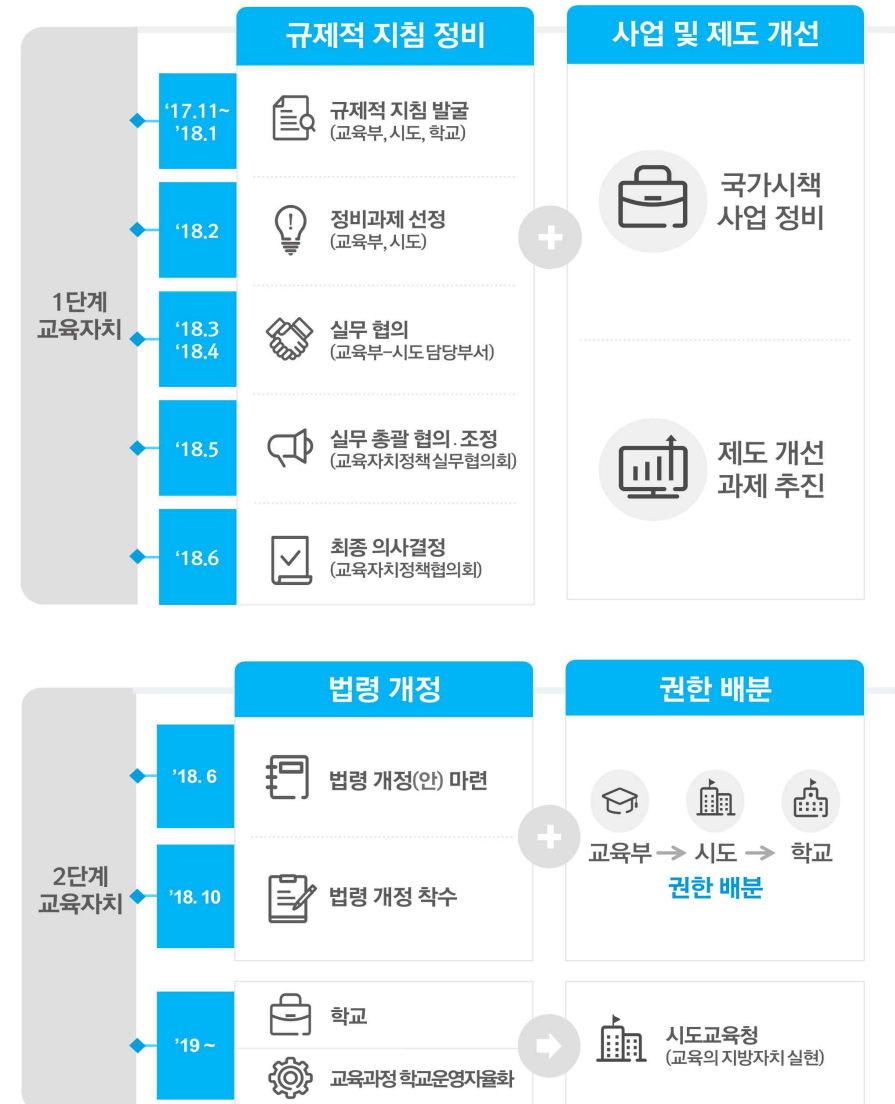 규제적 지침 정비
사업 및 제도 개선
1단계
교육자치
‘17.11~
’18.1
규제적 지침 발굴
(교육부, 시도, 학교)
‘18.2
정비과제 선정
(교육부, 시도)
‘18.3
‘18.4
실무 협의
(교육부-시도 담당부서)
‘18.5
실무 총괄 협의.조정
(교육자치정책 실무협의회)
‘18.6
최종 의사결정
(교육자치정책협의회)
국가시책
사업 정비
제도 개선
과제 추진
법령 개정
권한 배분
2단계
교육자치
’18. 6
법령 개정(안) 마련
’18. 10
법령 개정 착수
교육부 → 시도 → 학교
권한 배분
’19 ~
학교
교육과정 학교운영자율화
시도교육청
(교육의 지방자치 실현)